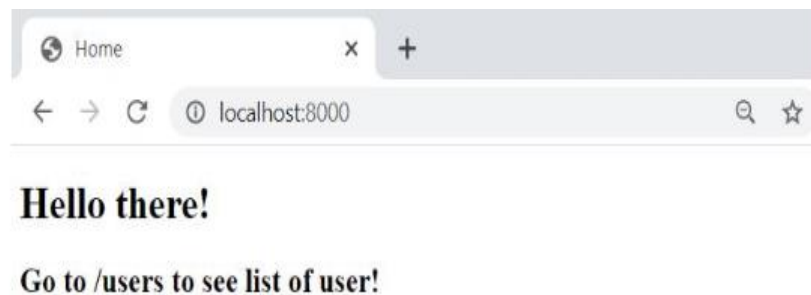 Home
localhost:8000
Hello there!
Go to /users to see list of user!